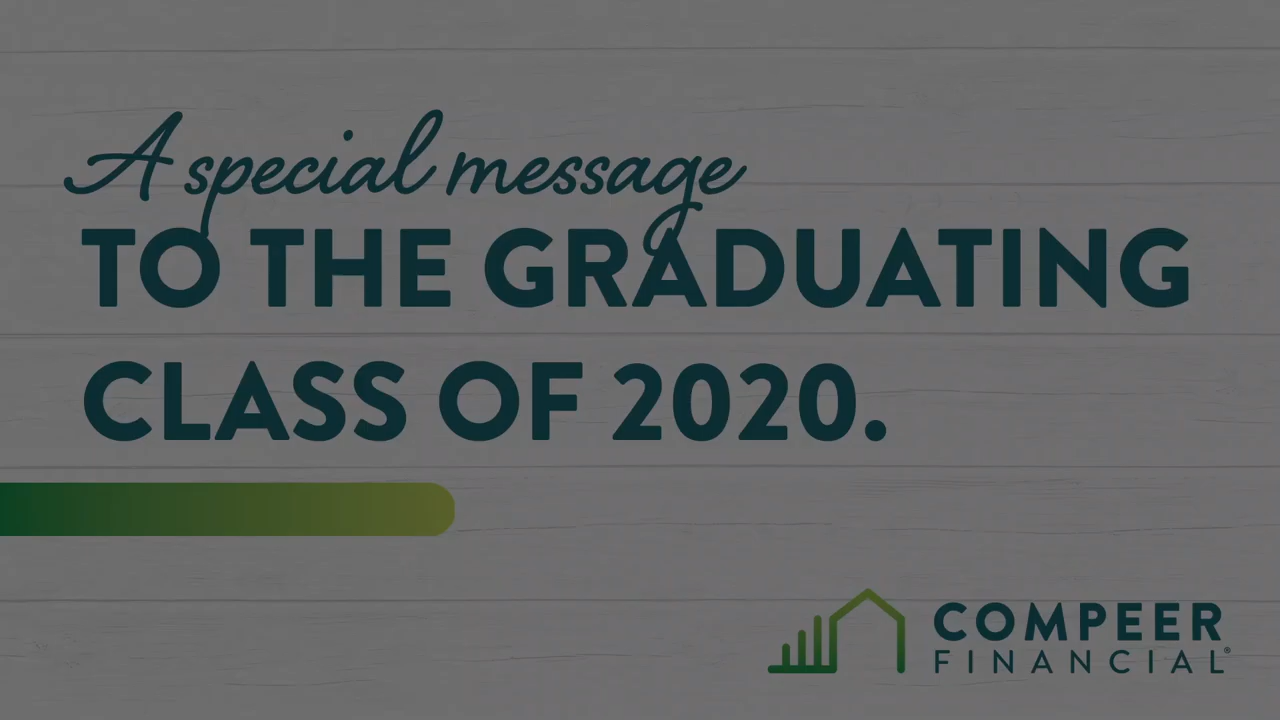 A special message
TO THE GRADUATING
CLASS OF 2020.
COMPEER
FINANCIAL®